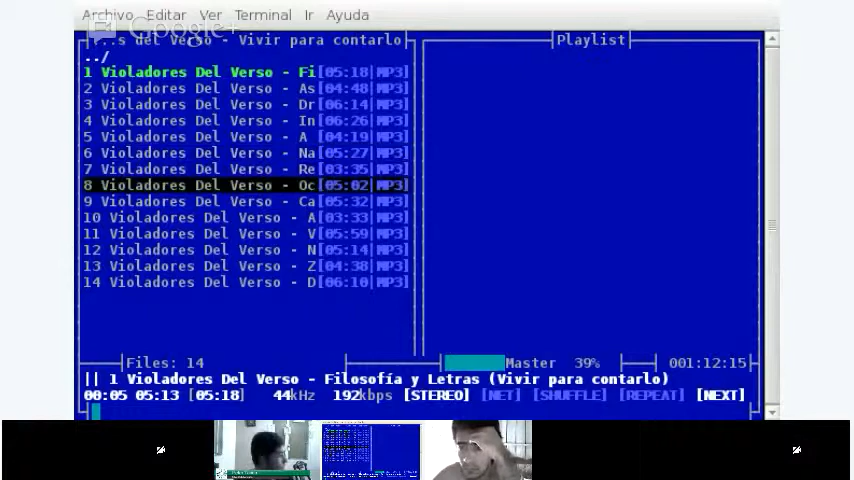 Archivo Editar Ver Terminal Ir Ayuda
Google+
...s del Verso - Vivir para contarlo
Playlist
../
1 Violadores Del Verso - Fi[05:18|MP3]
2 Violadores Del Verso - As[04:48|MP3]
3 Violadores Del Verso - Dr[06:14|MP3]
4 Violadores Del Verso - In[06:26|MP3]
5 Violadores Del Verso - A [04:19|MP3]
6 Violadores Del Verso - Na[05:27|MP3]
7 Violadores Del Verso - Re[03:35|MP3]
8 Violadores Del Verso - Oc[05:02|MP3]
9 Violadores Del Verso - Ca[05:32|MP3]
10 Violadores Del Verso - A[03:33|MP3]
11 Violadores Del Verso - V[05:59|MP3]
12 Violadores Del Verso - N[05:14|MP3]
13 Violadores Del Verso - Z[04:38|MP3]
14 Violadores Del Verso - D[06:10|MP3]
Files: 14
Master 39%
001:12:15
|| 1 Violadores Del Verso - Filosofía y Letras (Vivir para contarlo)
00:05 05:13 [05:18] 44kHz 192kbps [STEREO] [NET] [SHUFFLE] [REPEAT] [NEXT]